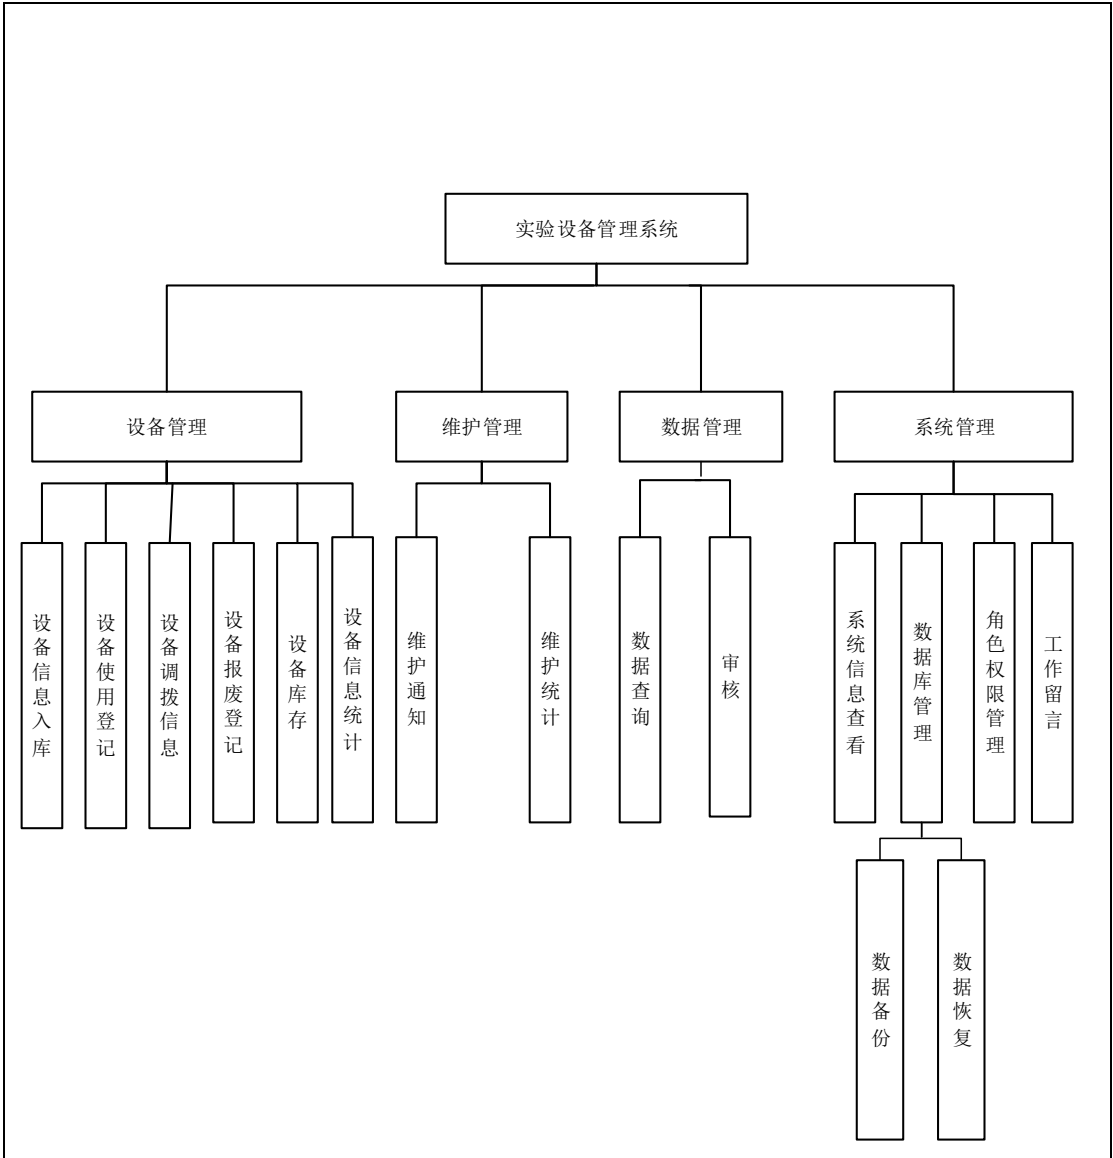 实验设备管理系统
设备管理
维护管理
数据管理
系统管理
设备信息入库
设备使用登记
设备调拨信息
设备报废登记
设备库存
设备信息统计
维护通知
维护统计
数据查询
审核
系统信息查看
数据库管理
角色权限管理
工作留言
数据备份
数据恢复